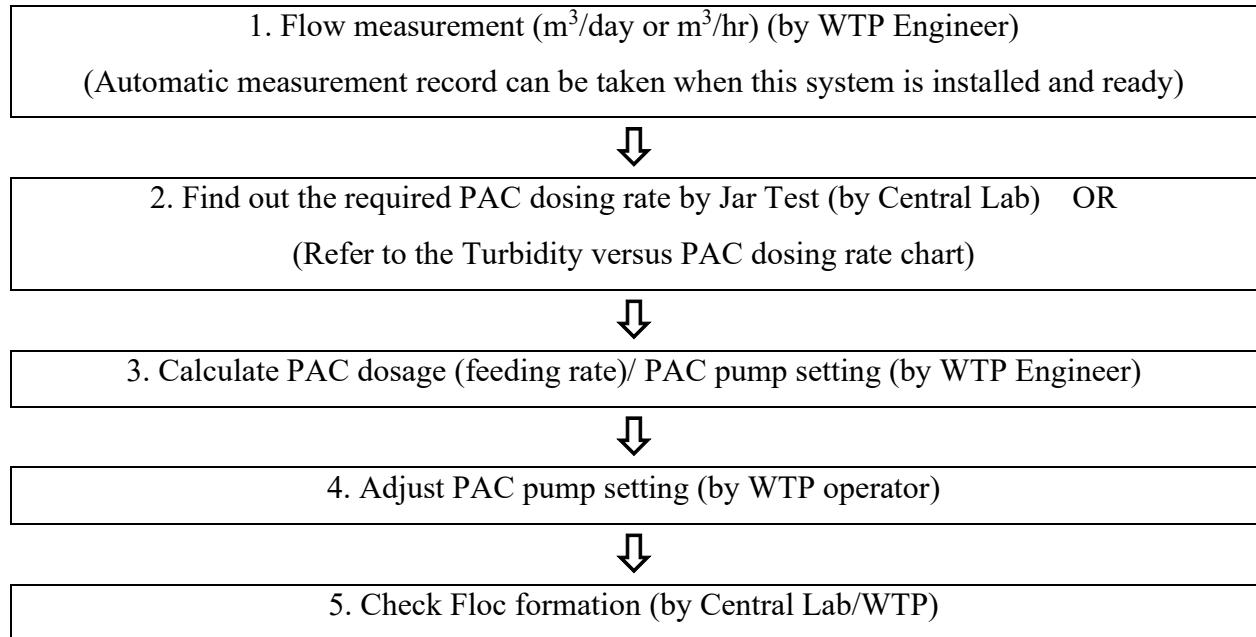 1. Flow measurement (m³/day or m³/hr) (by WTP Engineer)
(Automatic measurement record can be taken when this system is installed and ready)
2. Find out the required PAC dosing rate by Jar Test (by Central Lab) OR
(Refer to the Turbidity versus PAC dosing rate chart)
3. Calculate PAC dosage (feeding rate)/ PAC pump setting (by WTP Engineer)
4. Adjust PAC pump setting (by WTP operator)
5. Check Floc formation (by Central Lab/WTP)